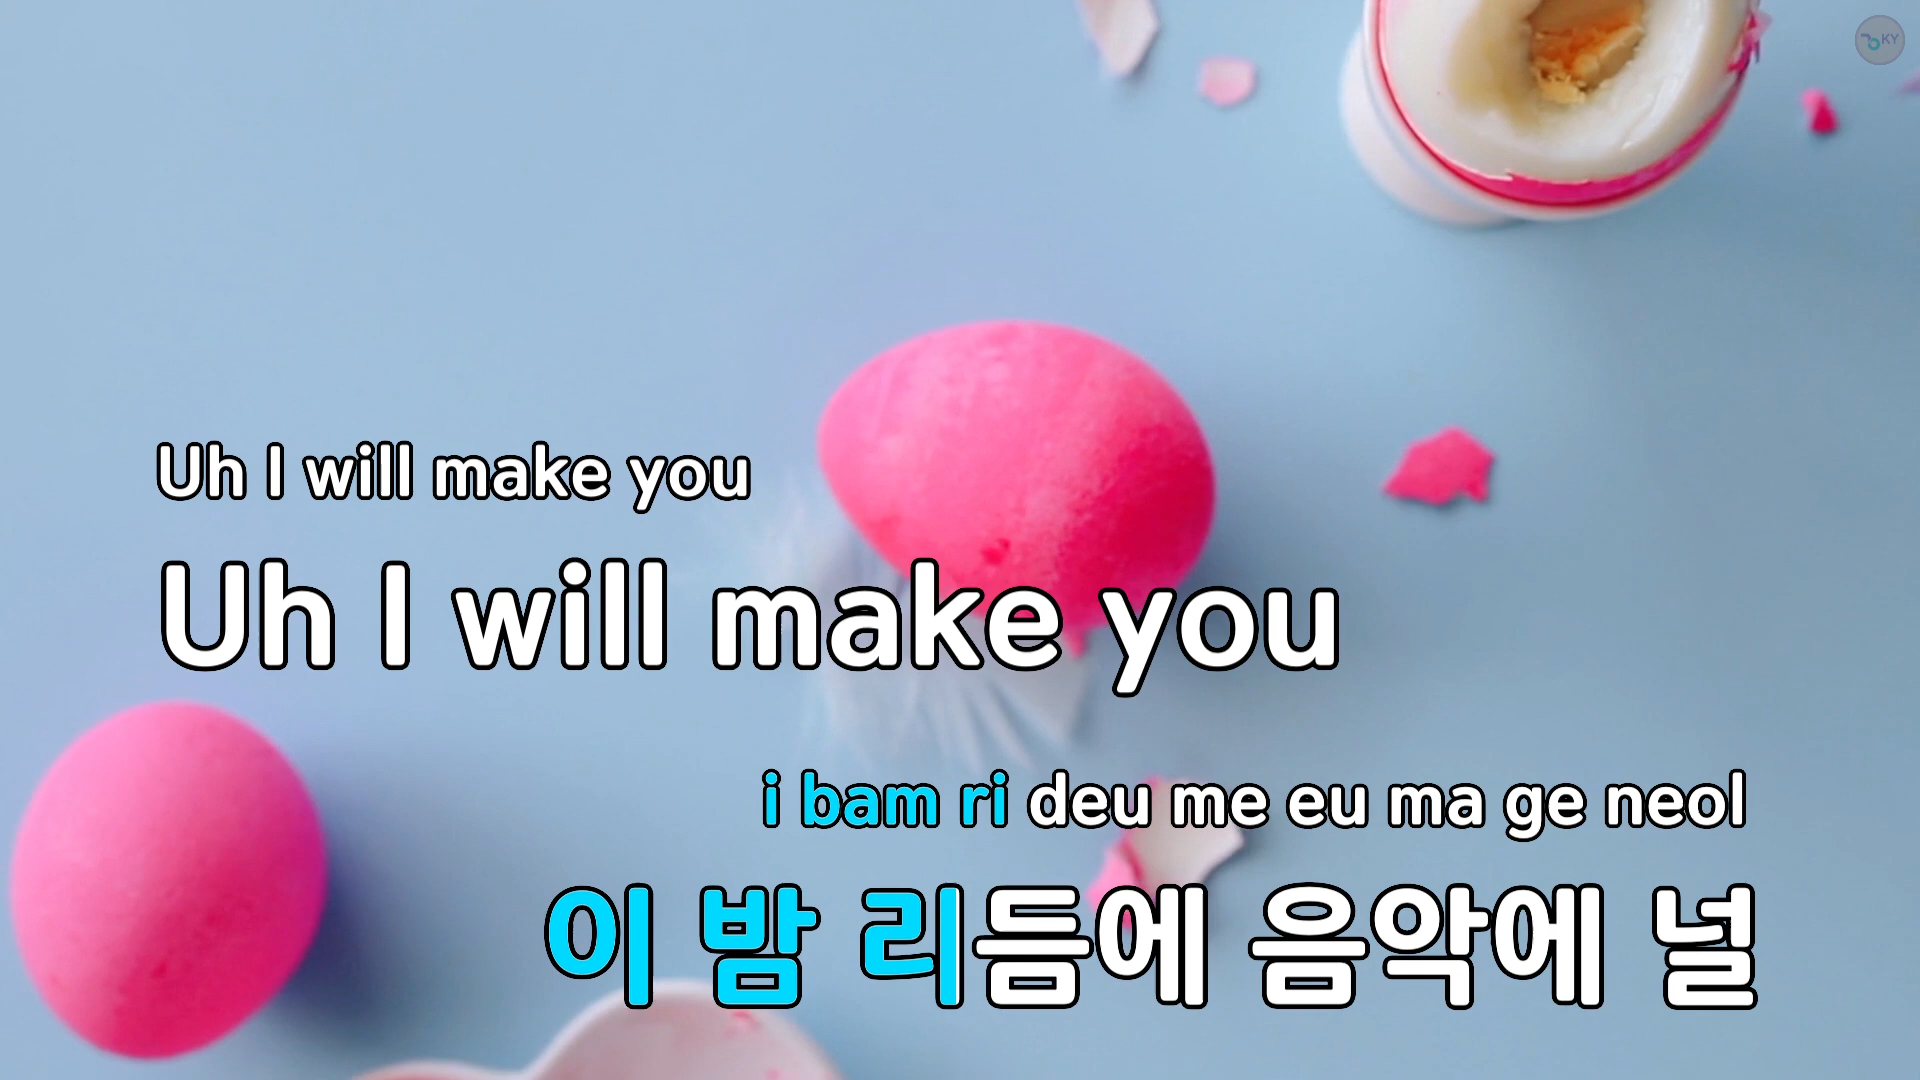 KY
Uh I will make you
Uh I will make you
i bam ri deu me eu ma ge neol
이 밤 리듬에 음악에 널